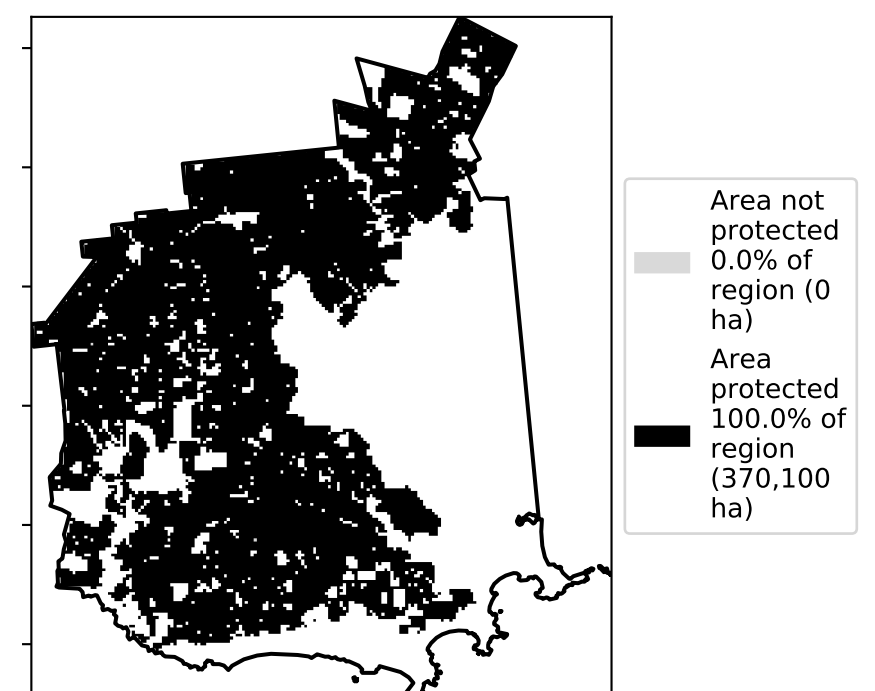 Area not
protected
0.0% of
region (0
ha)
Area
protected
100.0% of
region
(370,100
ha)